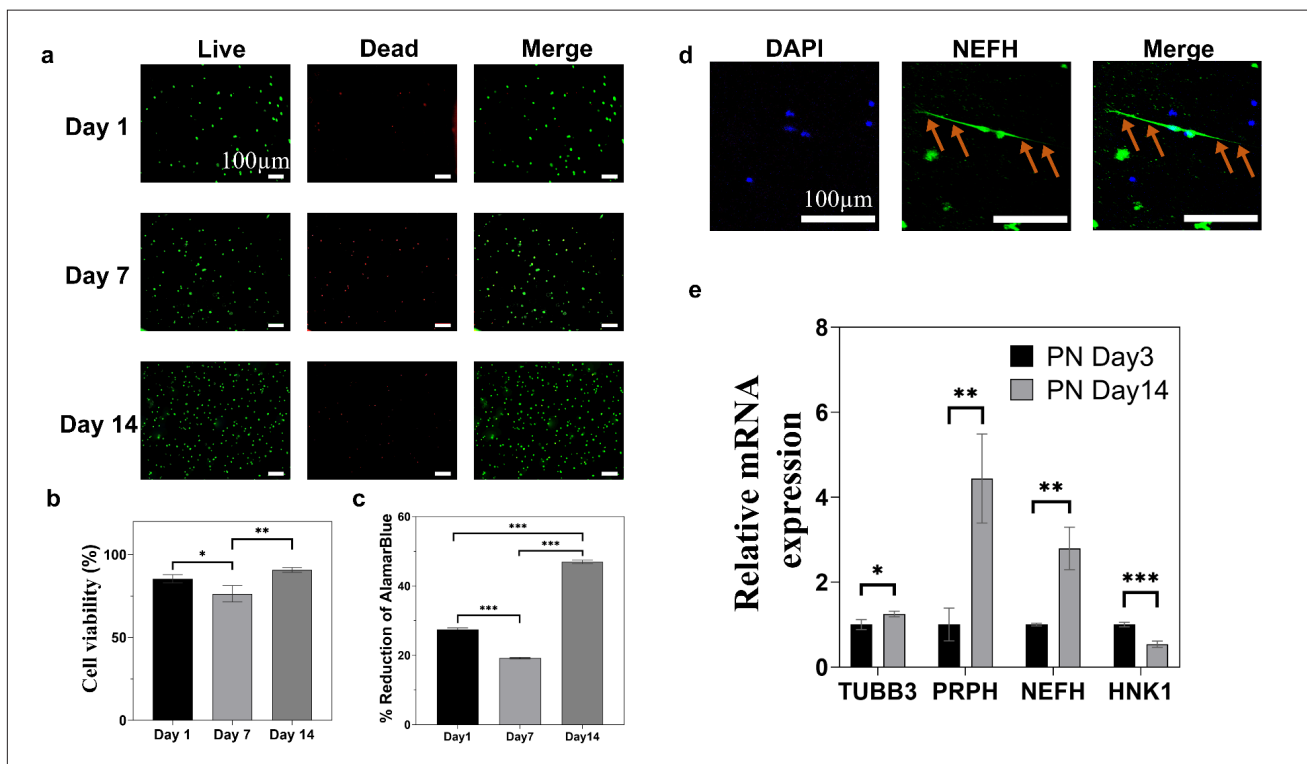 a
Live Dead Merge
Day 1
100µm
Day 7
Day 14
b
Cell viability (%)
100
50
0
* **
Day 1 Day 7 Day 14
c
% Reduction of AlamarBlue
60
40
20
0
***
***
***
Day1 Day7 Day14
d
DAPI NEFH Merge
100µm
e
Relative mRNA
expression
8
6
4
2
0
PN Day3
PN Day14
* ** ** ***
TUBB3 PRPH NEFH HNK1